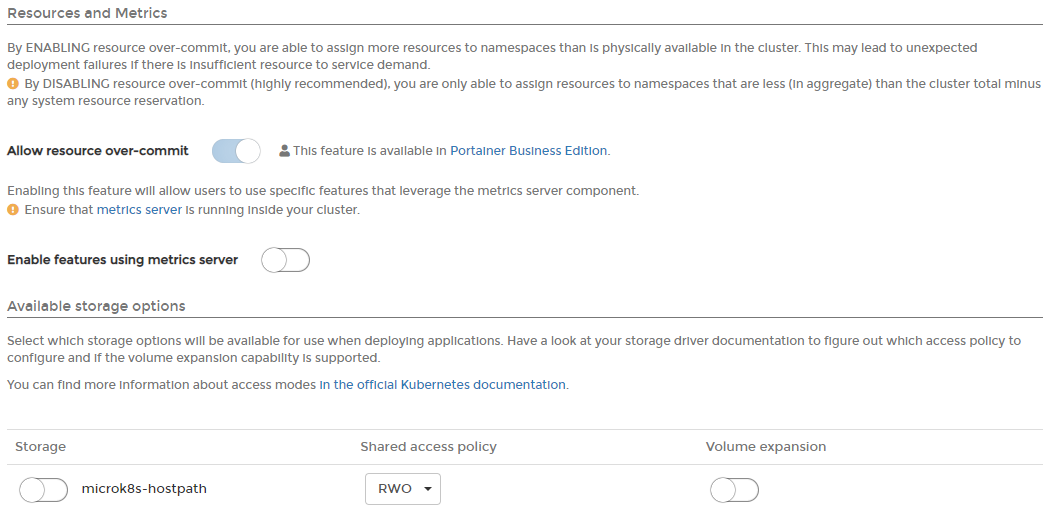 Resources and Metrics
By ENABLING resource over-commit, you are able to assign more resources to namespaces than is physically available in the cluster. This may lead to unexpected
deployment failures if there is insufficient resource to service demand.
By DISABLING resource over-commit (highly recommended), you are only able to assign resources to namespaces that are less (in aggregate) than the cluster total minus
any system resource reservation.
Allow resource over-commit This feature is available in Portainer Business Edition.
Enabling this feature will allow users to use specific features that leverage the metrics server component.
Ensure that metrics server is running inside your cluster.
Enable features using metrics server
Available storage options
Select which storage options will be available for use when deploying applications. Have a look at your storage driver documentation to figure out which access policy to
configure and if the volume expansion capability is supported.
You can find more information about access modes in the official Kubernetes documentation.
Storage Shared access policy Volume expansion
microk8s-hostpath RWO